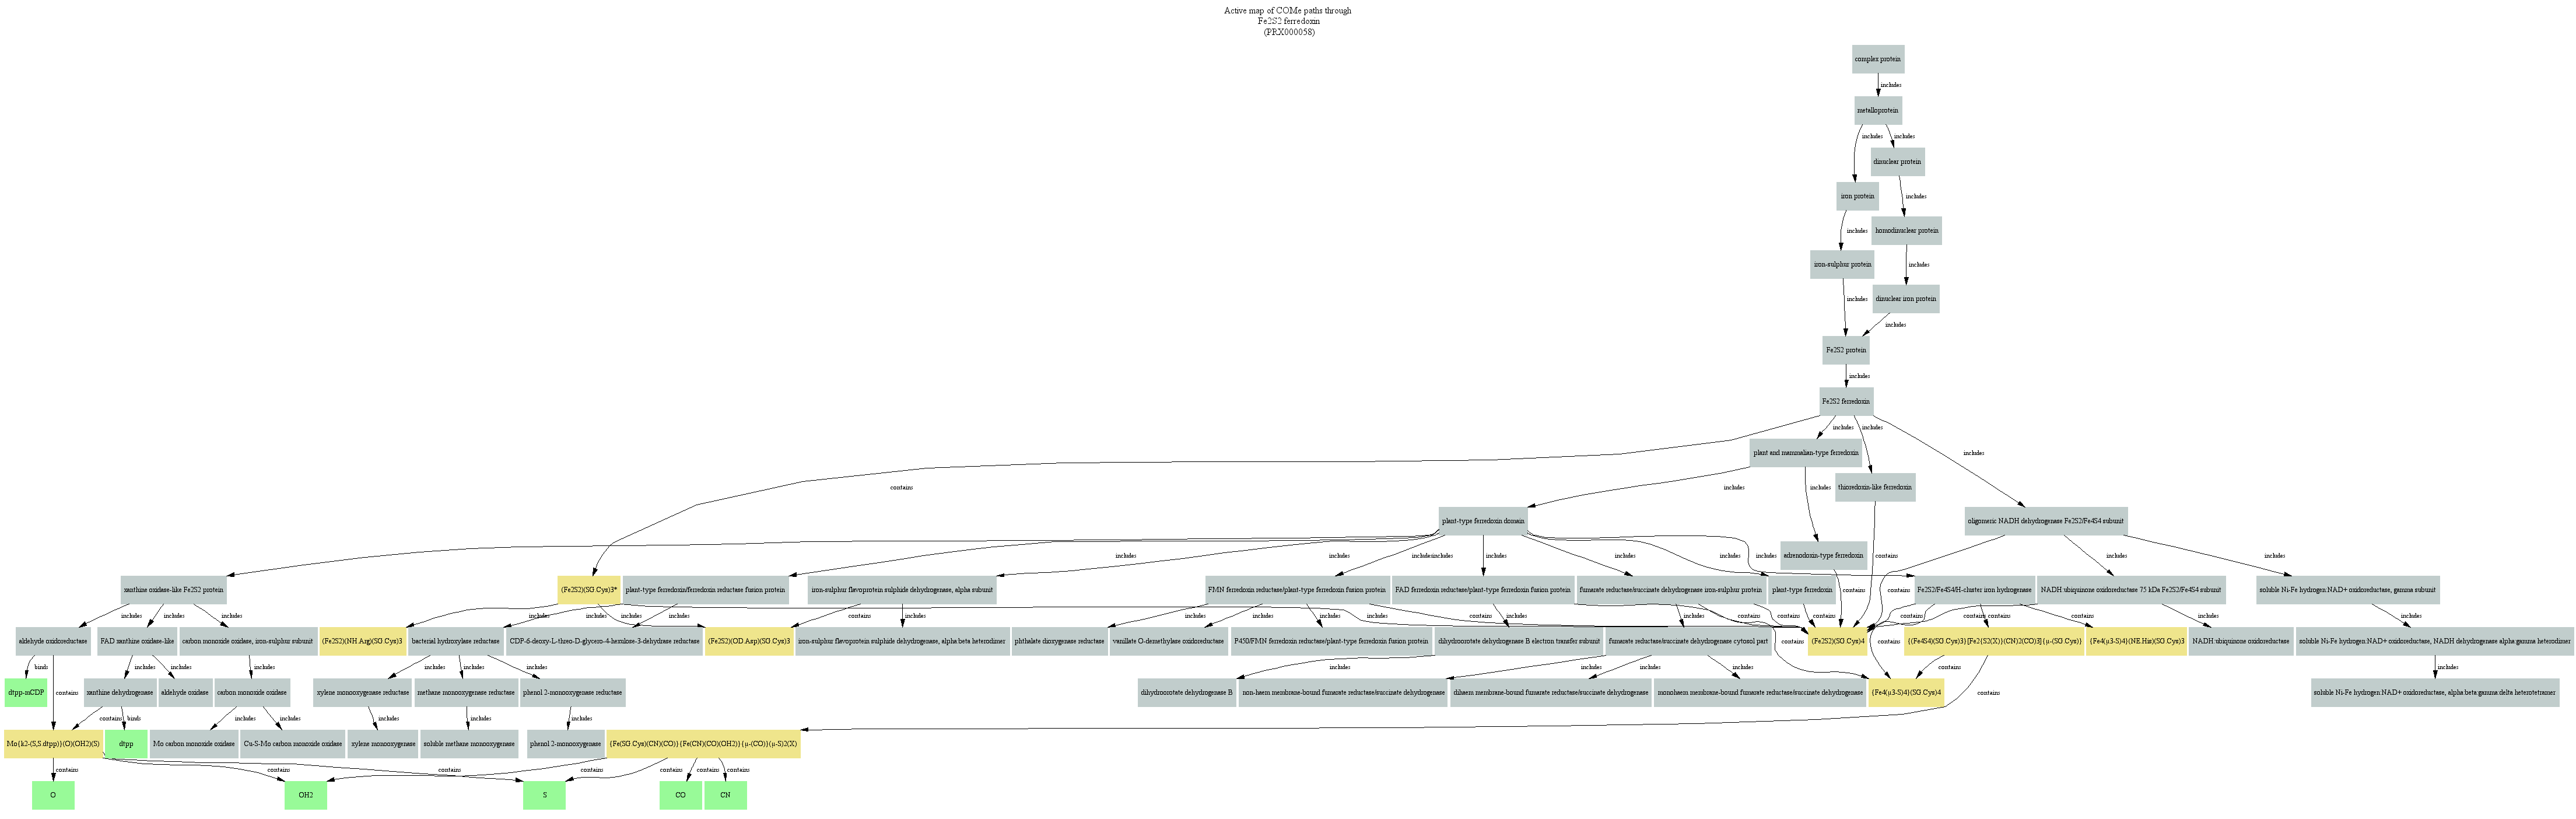 Active map of COMe paths through
Fe2S2 ferredoxin
(PRX000058)
complex protein
includes
metalloprotein
includes
includes
dinuclear protein
iron protein
includes
includes
homodinuclear protein
iron-sulphur protein
includes
includes
dinuclear iron protein
includes
Fe2S2 protein
includes
Fe2S2 ferredoxin
includes
includes
plant and mammalian-type ferredoxin
includes
contains
includes
includes
thioredoxin-like ferredoxin
plant-type ferredoxin domain
oligomeric NADH dehydrogenase Fe2S2/Fe4S4 subunit
adrenodoxin-type ferredoxin
includes
includes
includes
includes
includes
includes
includes
contains
includes
includes
xanthine oxidase-like Fe2S2 protein
(Fe2S2)(SG.Cys)3*
plant-type ferredoxin/ferredoxin reductase fusion protein
iron-sulphur flavoprotein sulphide dehydrogenase, alpha subunit
FMN ferredoxin reductase/plant-type ferredoxin fusion protein
FAD ferredoxin reductase/plant-type ferredoxin fusion protein
fumarate reductase/succinate dehydrogenase iron-sulphur protein
plant-type ferredoxin
contains
contains
Fe2S2/Fe4S4/H-cluster iron hydrogenase
NADH ubiquinone oxidoreductase 75 kDa Fe2S2/Fe4S4 subunit
soluble Ni-Fe hydrogen:NAD+ oxidoreductase, gamma subunit
includes
includes
includes
includes
includes
includes
includes
contains
includes
includes
includes
contains
includes
contains
includes
contains
contains
contains
contains
contains
contains
includes
includes
aldehyde oxidoreductase
FAD xanthine oxidase-like
carbon monoxide oxidase, iron-sulphur subunit
(Fe2S2)(NH.Arg)(SG.Cys)3
bacterial hydroxylase reductase
CDP-6-deoxy-L-threo-D-glycero-4-hexulose-3-dehydrase reductase
(Fe2S2)(OD.Asp)(SG.Cys)3
iron-sulphur flavoprotein sulphide dehydrogenase, alpha beta heterodimer
phthalate dioxygenase reductase
vanillate O-demethylase oxidoreductase
P450/FMN ferredoxin reductase/plant-type ferredoxin fusion protein
dihydroorotate dehydrogenase B electron transfer subunit
fumarate reductase/succinate dehydrogenase cytosol part
(Fe2S2)(SG.Cys)4
{(Fe4S4)(SG.Cys)3}[Fe2{S2(X)}(CN)2(CO)3]{μ-(SG.Cys)}
{Fe4(μ3-S)4}(NE.His)(SG.Cys)3
NADH ubiquinone oxidoreductase
soluble Ni-Fe hydrogen:NAD+ oxidoreductase, NADH dehydrogenase alpha gamma heterodimer
binds
contains
includes
includes
includes
includes
includes
includes
includes
includes
includes
includes
contains
contains
contains
includes
dtpp-mCDP
xanthine dehydrogenase
aldehyde oxidase
carbon monoxide oxidase
xylene monooxygenase reductase
methane monooxygenase reductase
phenol 2-monooxygenase reductase
dihydroorotate dehydrogenase B
non-haem membrane-bound fumarate reductase/succinate dehydrogenase
dihaem membrane-bound fumarate reductase/succinate dehydrogenase
monohaem membrane-bound fumarate reductase/succinate dehydrogenase
{Fe4(μ3-S)4}(SG.Cys)4
soluble Ni-Fe hydrogen:NAD+ oxidoreductase, alpha beta gamma delta heterotetramer
contains
binds
includes
includes
includes
includes
includes
Mo{k2-(S,S.dtpp)}(O)(OH2)(S)
dtpp
Mo carbon monoxide oxidase
Cu-S-Mo carbon monoxide oxidase
xylene monooxygenase
soluble methane monooxygenase
phenol 2-monooxygenase
{Fe(SG.Cys)(CN)(CO)}{Fe(CN)(CO)(OH2)}{μ-(CO)}(μ-S)2(X)
contains
contains
contains
contains
contains
contains
contains
O
OH2
S
CO
CN